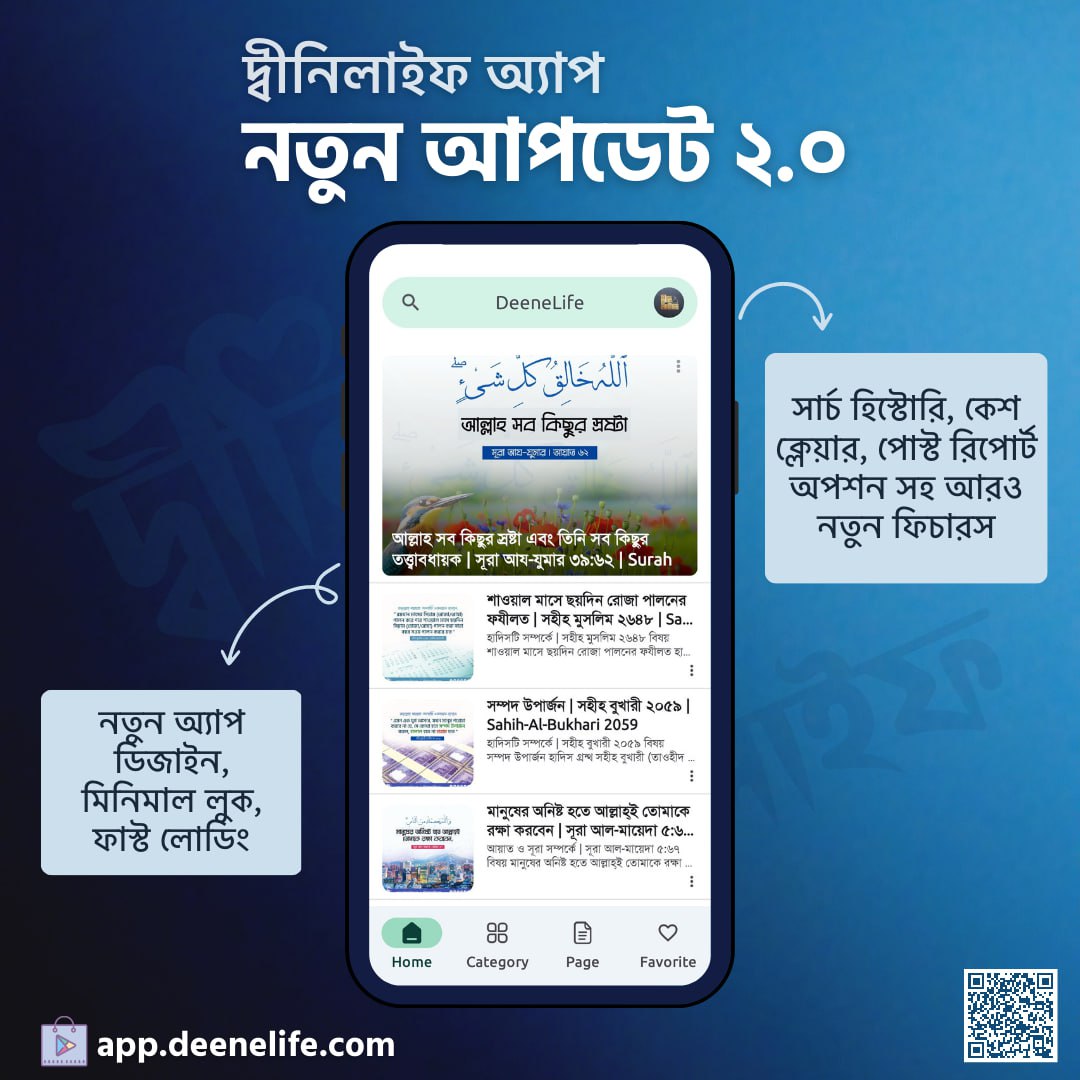 দ্বীনিলাইফ অ্যাপ
নতুন আপডেট ২.০
DeeneLife
اَللّٰهُ خَالِقُ كُلِّ شَیْءٍ ۖ
আল্লাহ সব কিছুর স্রষ্টা
সূরা আয-যুমার । আয়াত ৬২
আল্লাহ সব কিছুর স্রষ্টা এবং তিনি সব কিছুর
তত্ত্বাবধায়ক | সূরা আয-যুমার ৩৯:৬২ | Surah
শাওয়াল মাসে ছয়দিন রোজা পালনের
ফযীলত | সহীহ মুসলিম ২৬৪৮ | Sa...
হাদিসটি সম্পর্কে | সহীহ মুসলিম ২৬৪৮ বিষয়
শাওয়াল মাসে ছয়দিন রোজা পালনের ফযীলত হা...
সম্পদ উপার্জন | সহীহ বুখারী ২০৫৯ |
Sahih-Al-Bukhari 2059
হাদিসটি সম্পর্কে | সহীহ বুখারী ২০৫৯ বিষয়
সম্পদ উপার্জন হাদিস গ্রন্থ সহীহ বুখারী (তাওহীদ ...
মানুষের অনিষ্ট হতে আল্লাহ্‌ই তোমাকে
রক্ষা করবেন | সূরা আল-মায়েদা ৫:৬...
আয়াত ও সূরা সম্পর্কে | সূরা আল-মায়েদা ৫:৬৭
বিষয় মানুষের অনিষ্ট হতে আল্লাহ্‌ই তোমাকে রক্ষা ...
Home
Category
Page
Favorite
সার্চ হিস্টোরি, কেশ
ক্লেয়ার, পোস্ট রিপোর্ট
অপশন সহ আরও
নতুন ফিচারস
নতুন অ্যাপ
ডিজাইন,
মিনিমাল লুক,
ফাস্ট লোডিং
app.deenelife.com